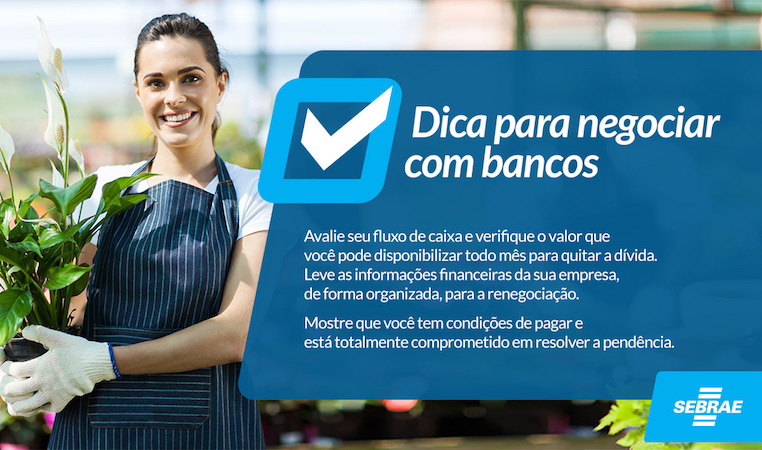 Dica para negociar
com bancos
Avalie seu fluxo de caixa e verifique o valor que
você pode disponibilizar todo mês para quitar a dívida.
Leve as informações financeiras da sua empresa,
de forma organizada, para a renegociação.
Mostre que você tem condições de pagar e
está totalmente comprometido em resolver a pendência.
SEBRAE